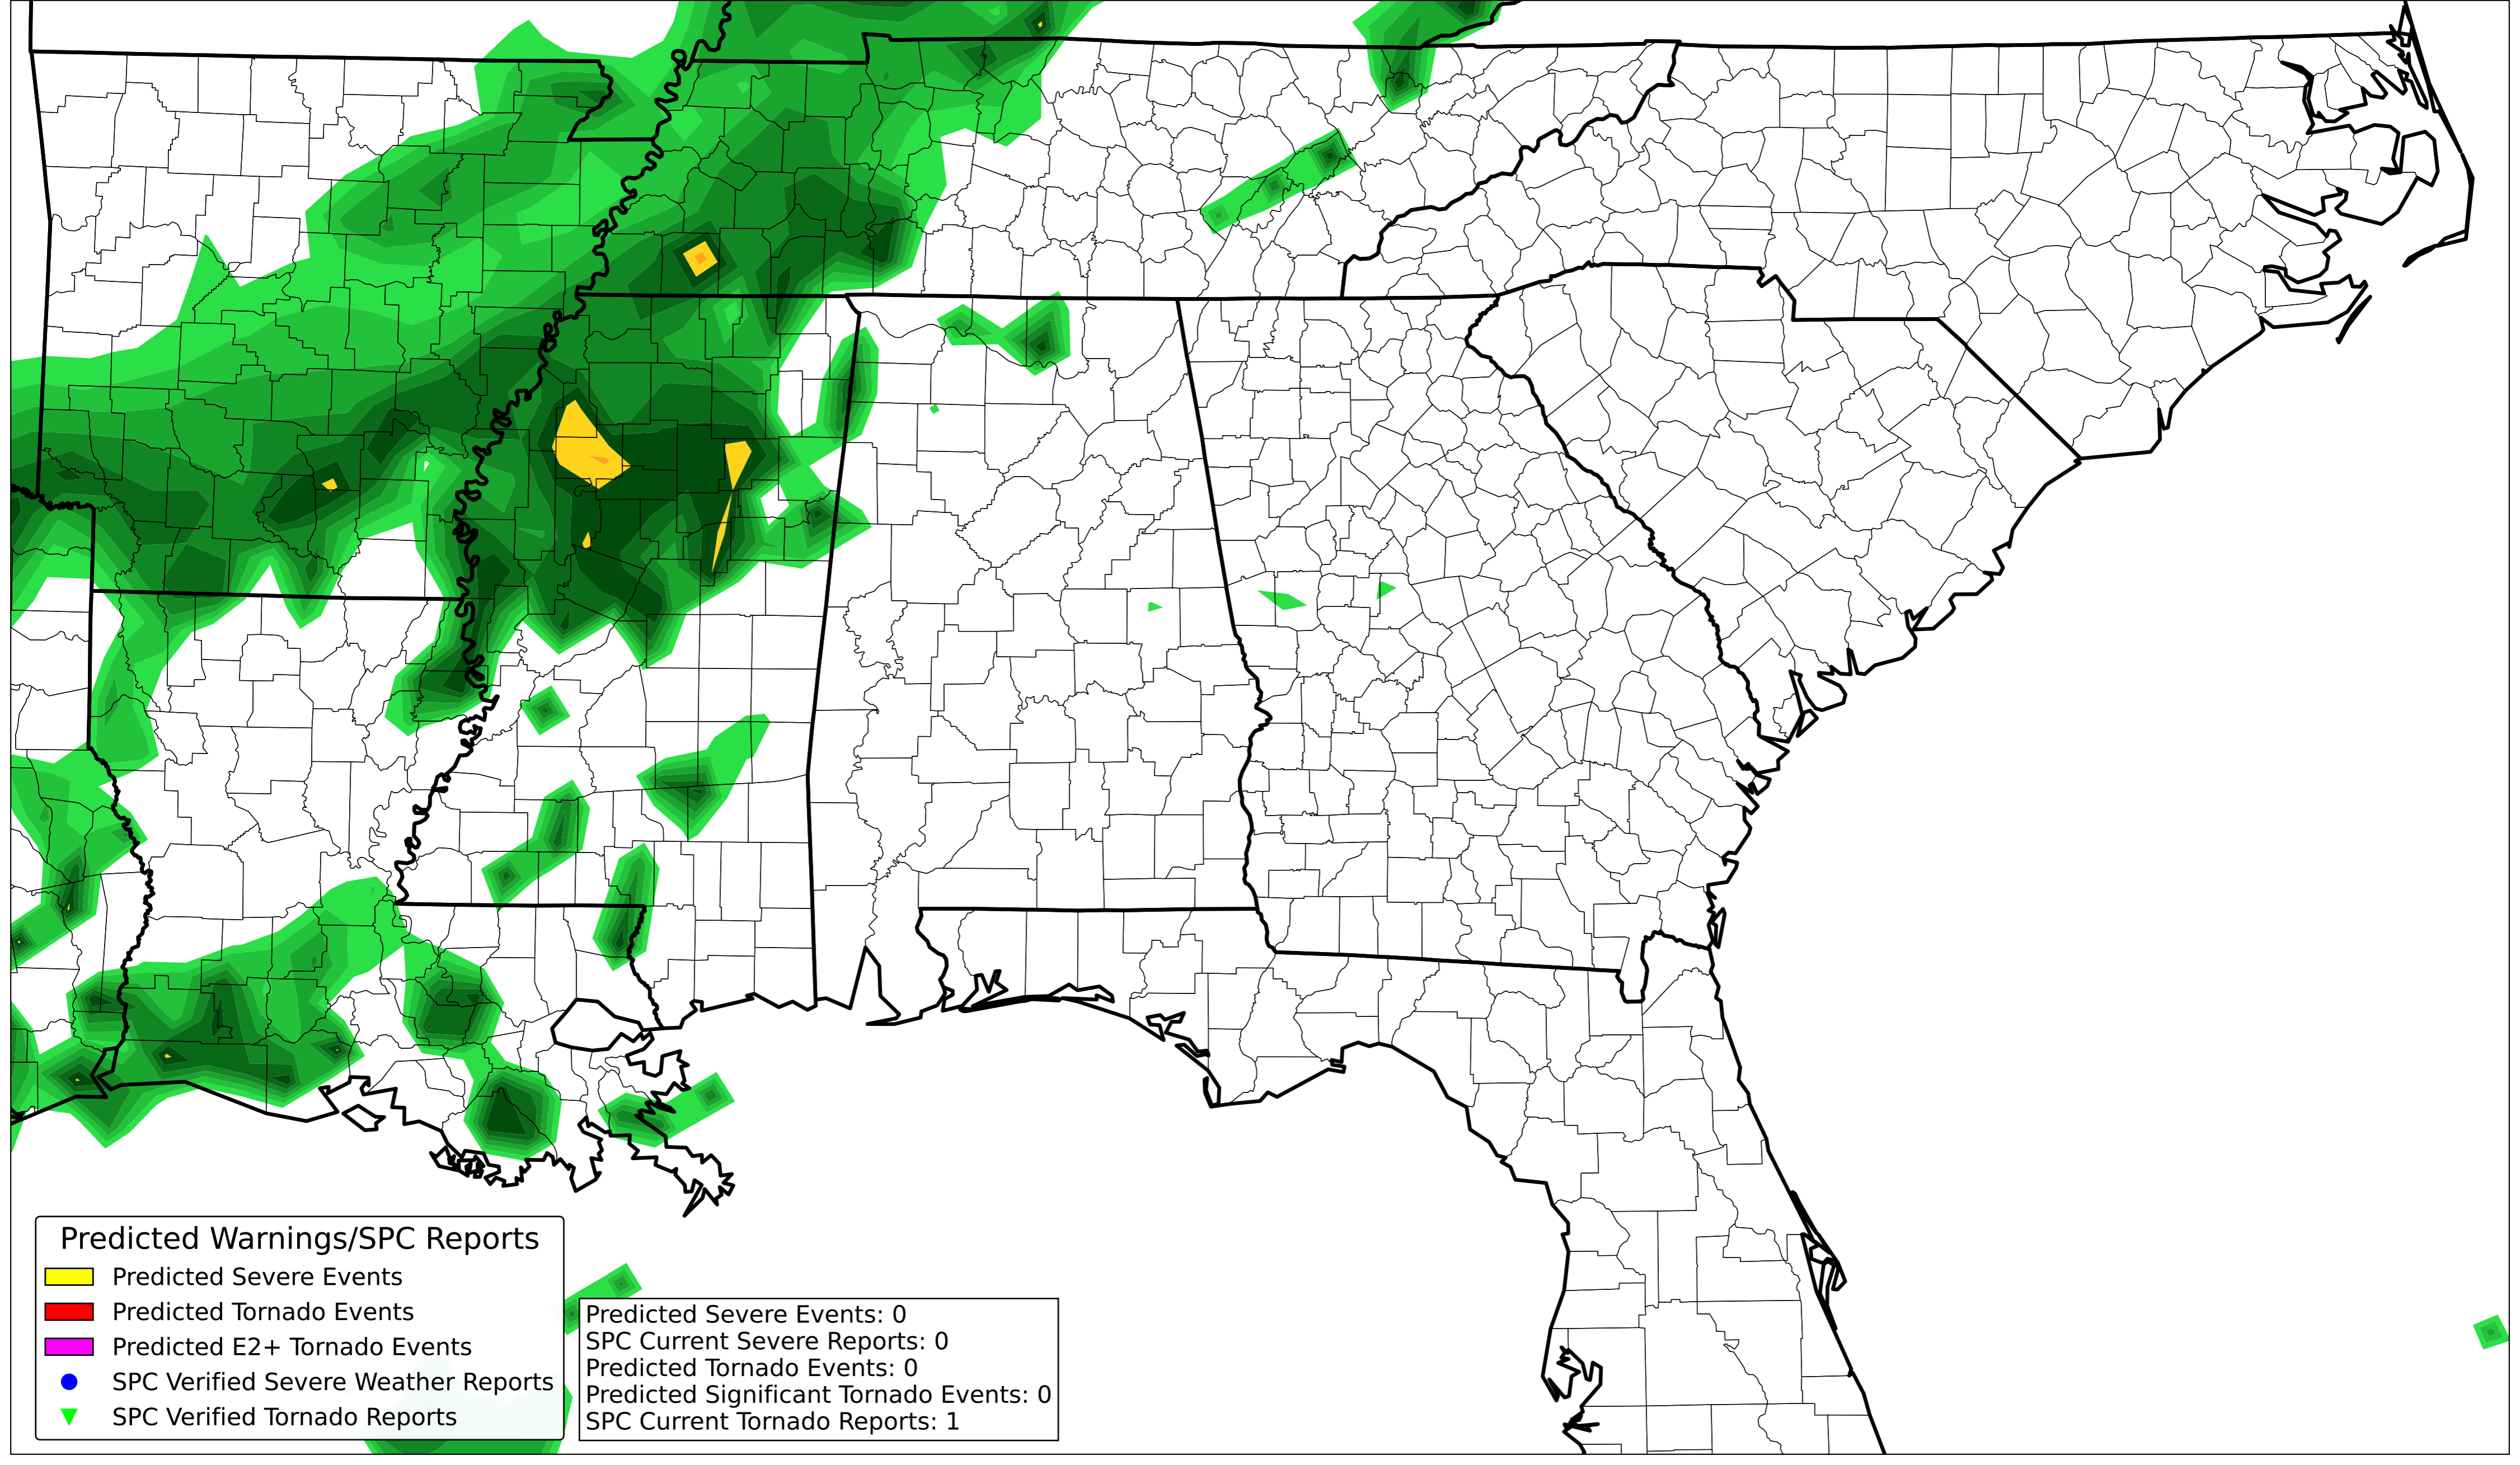 Predicted Warnings/SPC Reports
Predicted Severe Events
Predicted Tornado Events
Predicted E2+ Tornado Events
SPC Verified Severe Weather Reports
SPC Verified Tornado Reports
Predicted Severe Events: 0
SPC Current Severe Reports: 0
Predicted Tornado Events: 0
Predicted Significant Tornado Events: 0
SPC Current Tornado Reports: 1